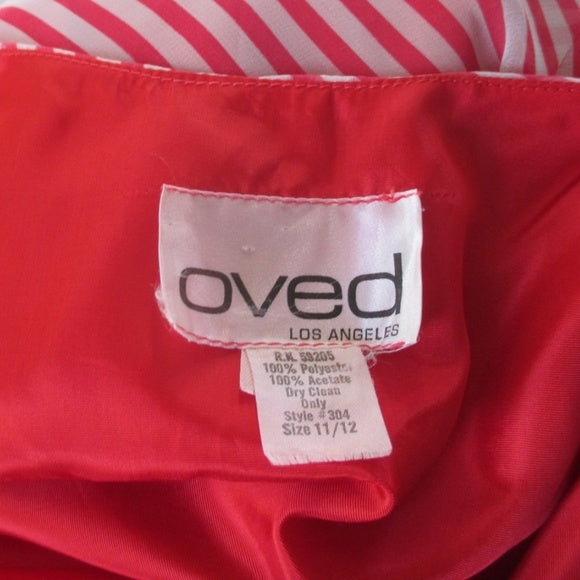 oved
LOS ANGELES
R.N. 59205
100% Polyester
100% Acetate
Dry Clean
Only
Style #304
Size 11/12